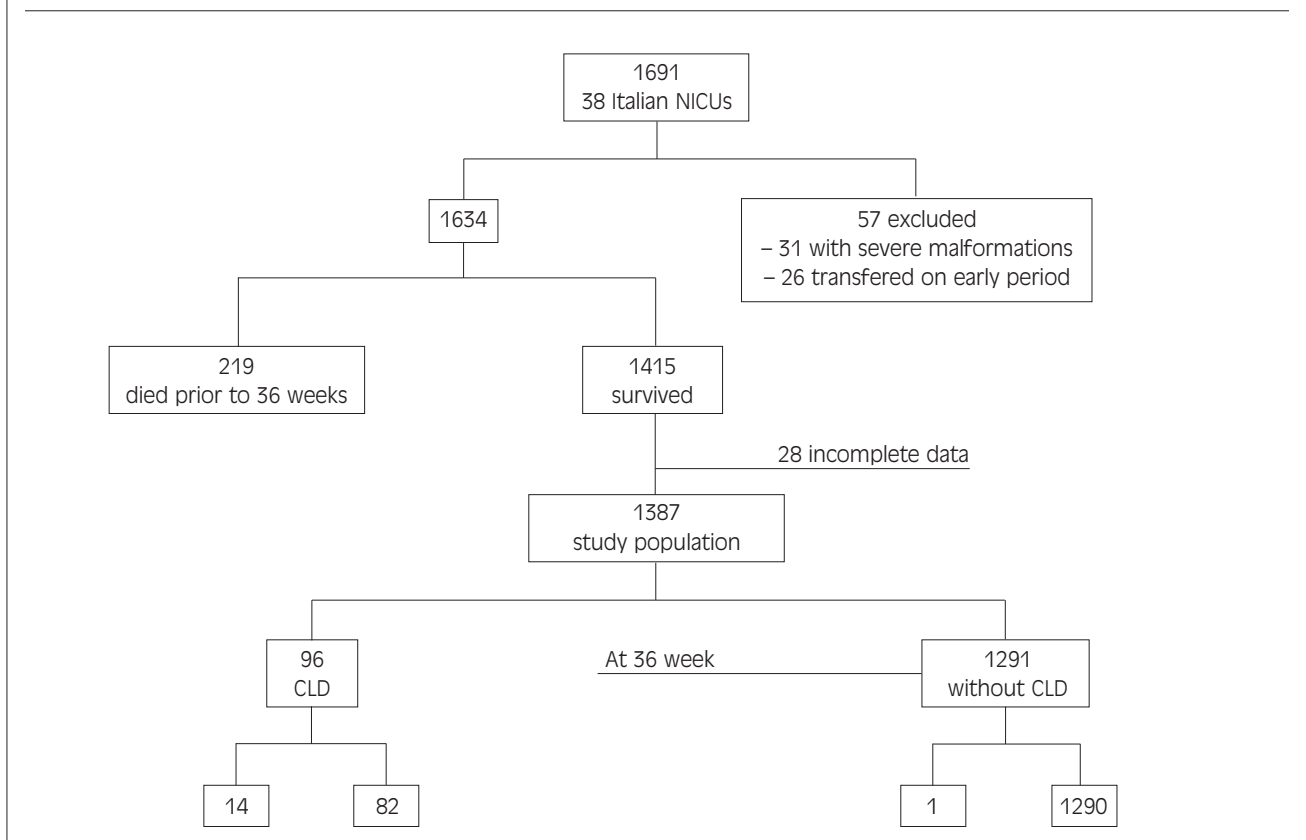 1691
38 Italian NICUs
1634
57 excluded
– 31 with severe malformations
– 26 transfered on early period
219
died prior to 36 weeks
1415
survived
28 incomplete data
1387
study population
96
CLD
At 36 week
1291
without CLD
14
82
1
1290